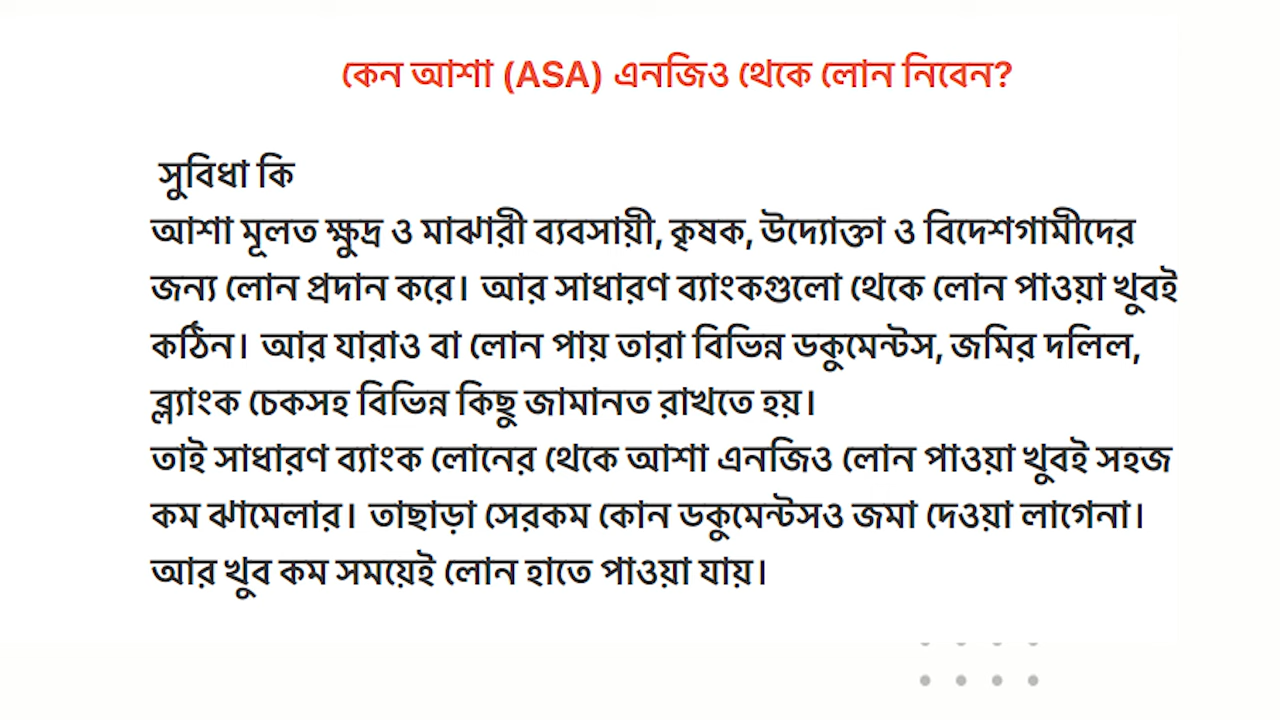 কেন আশা (ASA) এনজিও থেকে লোন নিবেন?
সুবিধা কি
আশা মূলত ক্ষুদ্র ও মাঝারী ব্যবসায়ী, কৃষক, উদ্যোক্তা ও বিদেশগামীদের
জন্য লোন প্রদান করে। আর সাধারণ ব্যাংকগুলো থেকে লোন পাওয়া খুবই
কঠিন। আর যারাও বা লোন পায় তারা বিভিন্ন ডকুমেন্টস, জমির দলিল,
ব্ল্যাংক চেকসহ বিভিন্ন কিছু জামানত রাখতে হয়।
তাই সাধারণ ব্যাংক লোনের থেকে আশা এনজিও লোন পাওয়া খুবই সহজ
কম ঝামেলার। তাছাড়া সেরকম কোন ডকুমেন্টসও জমা দেওয়া লাগেনা।
আর খুব কম সময়েই লোন হাতে পাওয়া যায়।